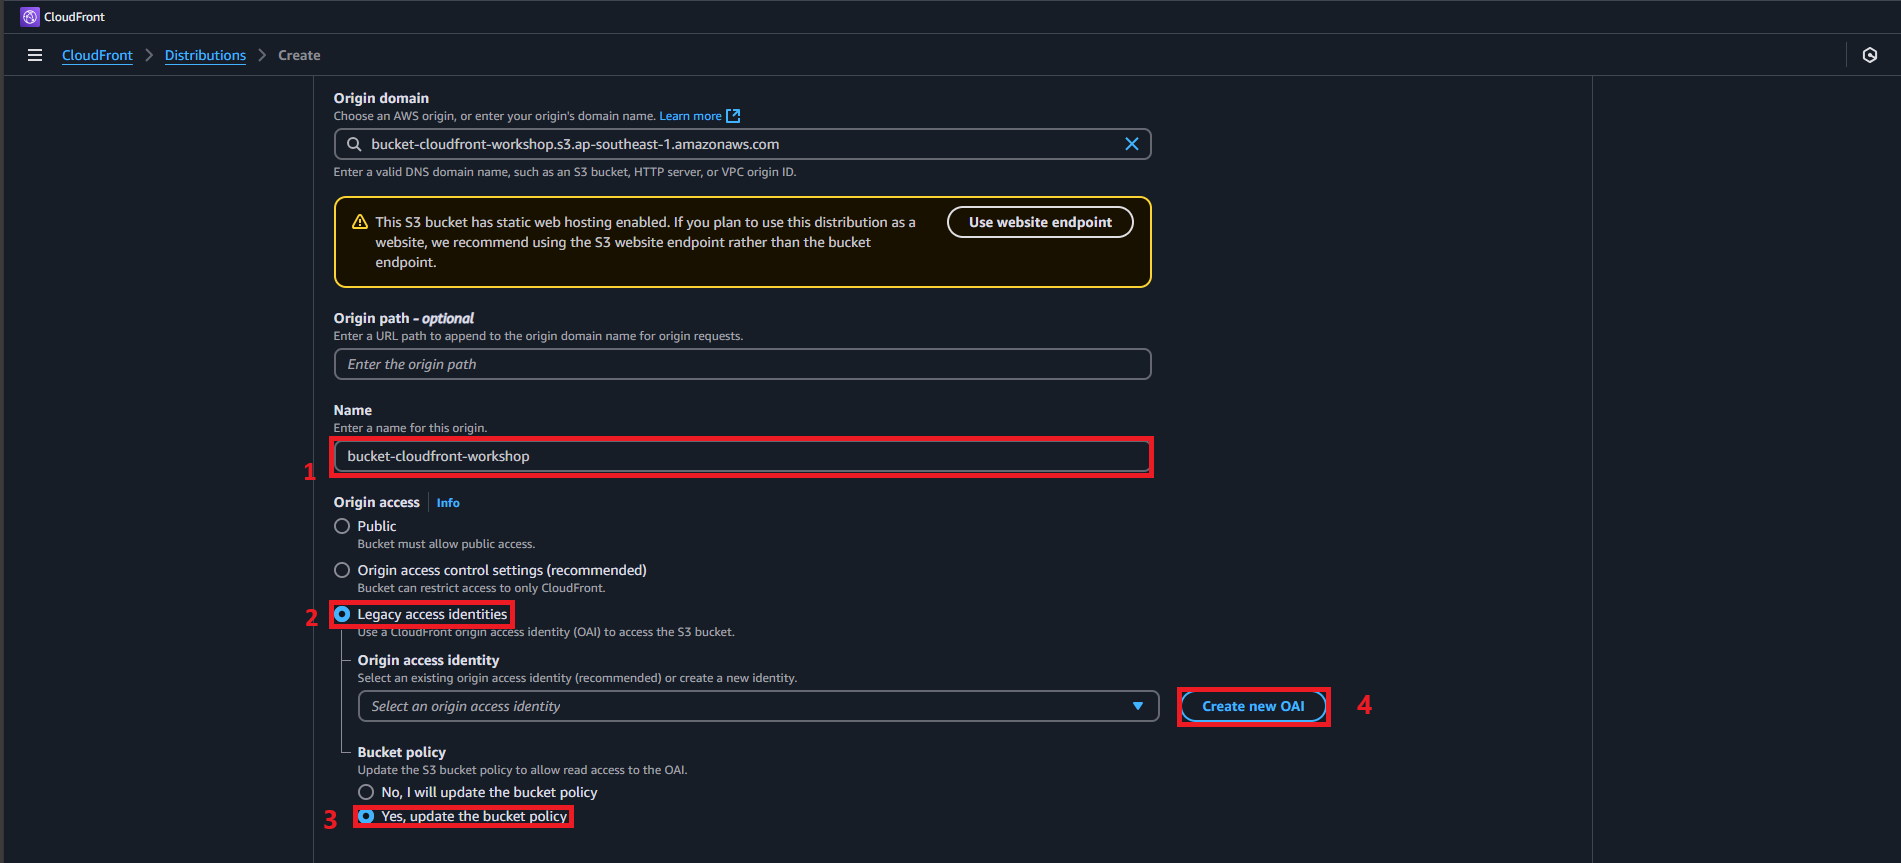 CloudFront
CloudFront > Distributions > Create
Origin domain
Choose an AWS origin, or enter your origin's domain name. Learn more
bucket-cloudfront-workshop.s3.ap-southeast-1.amazonaws.com
Enter a valid DNS domain name, such as an S3 bucket, HTTP server, or VPC origin ID.
This S3 bucket has static web hosting enabled. If you plan to use this distribution as a
website, we recommend using the S3 website endpoint rather than the bucket
endpoint.
Use website endpoint
Origin path - optional
Enter a URL path to append to the origin domain name for origin requests.
Enter the origin path
Name
Enter a name for this origin.
bucket-cloudfront-workshop
1
Origin access Info
Public
Bucket must allow public access.
Origin access control settings (recommended)
Bucket can restrict access to only CloudFront.
2 Legacy access identities
Use a CloudFront origin access identity (OAI) to access the S3 bucket.
Origin access identity
Select an existing origin access identity (recommended) or create a new identity.
Select an origin access identity
Create new OAI 4
Bucket policy
Update the S3 bucket policy to allow read access to the OAI.
No, I will update the bucket policy
3 Yes, update the bucket policy